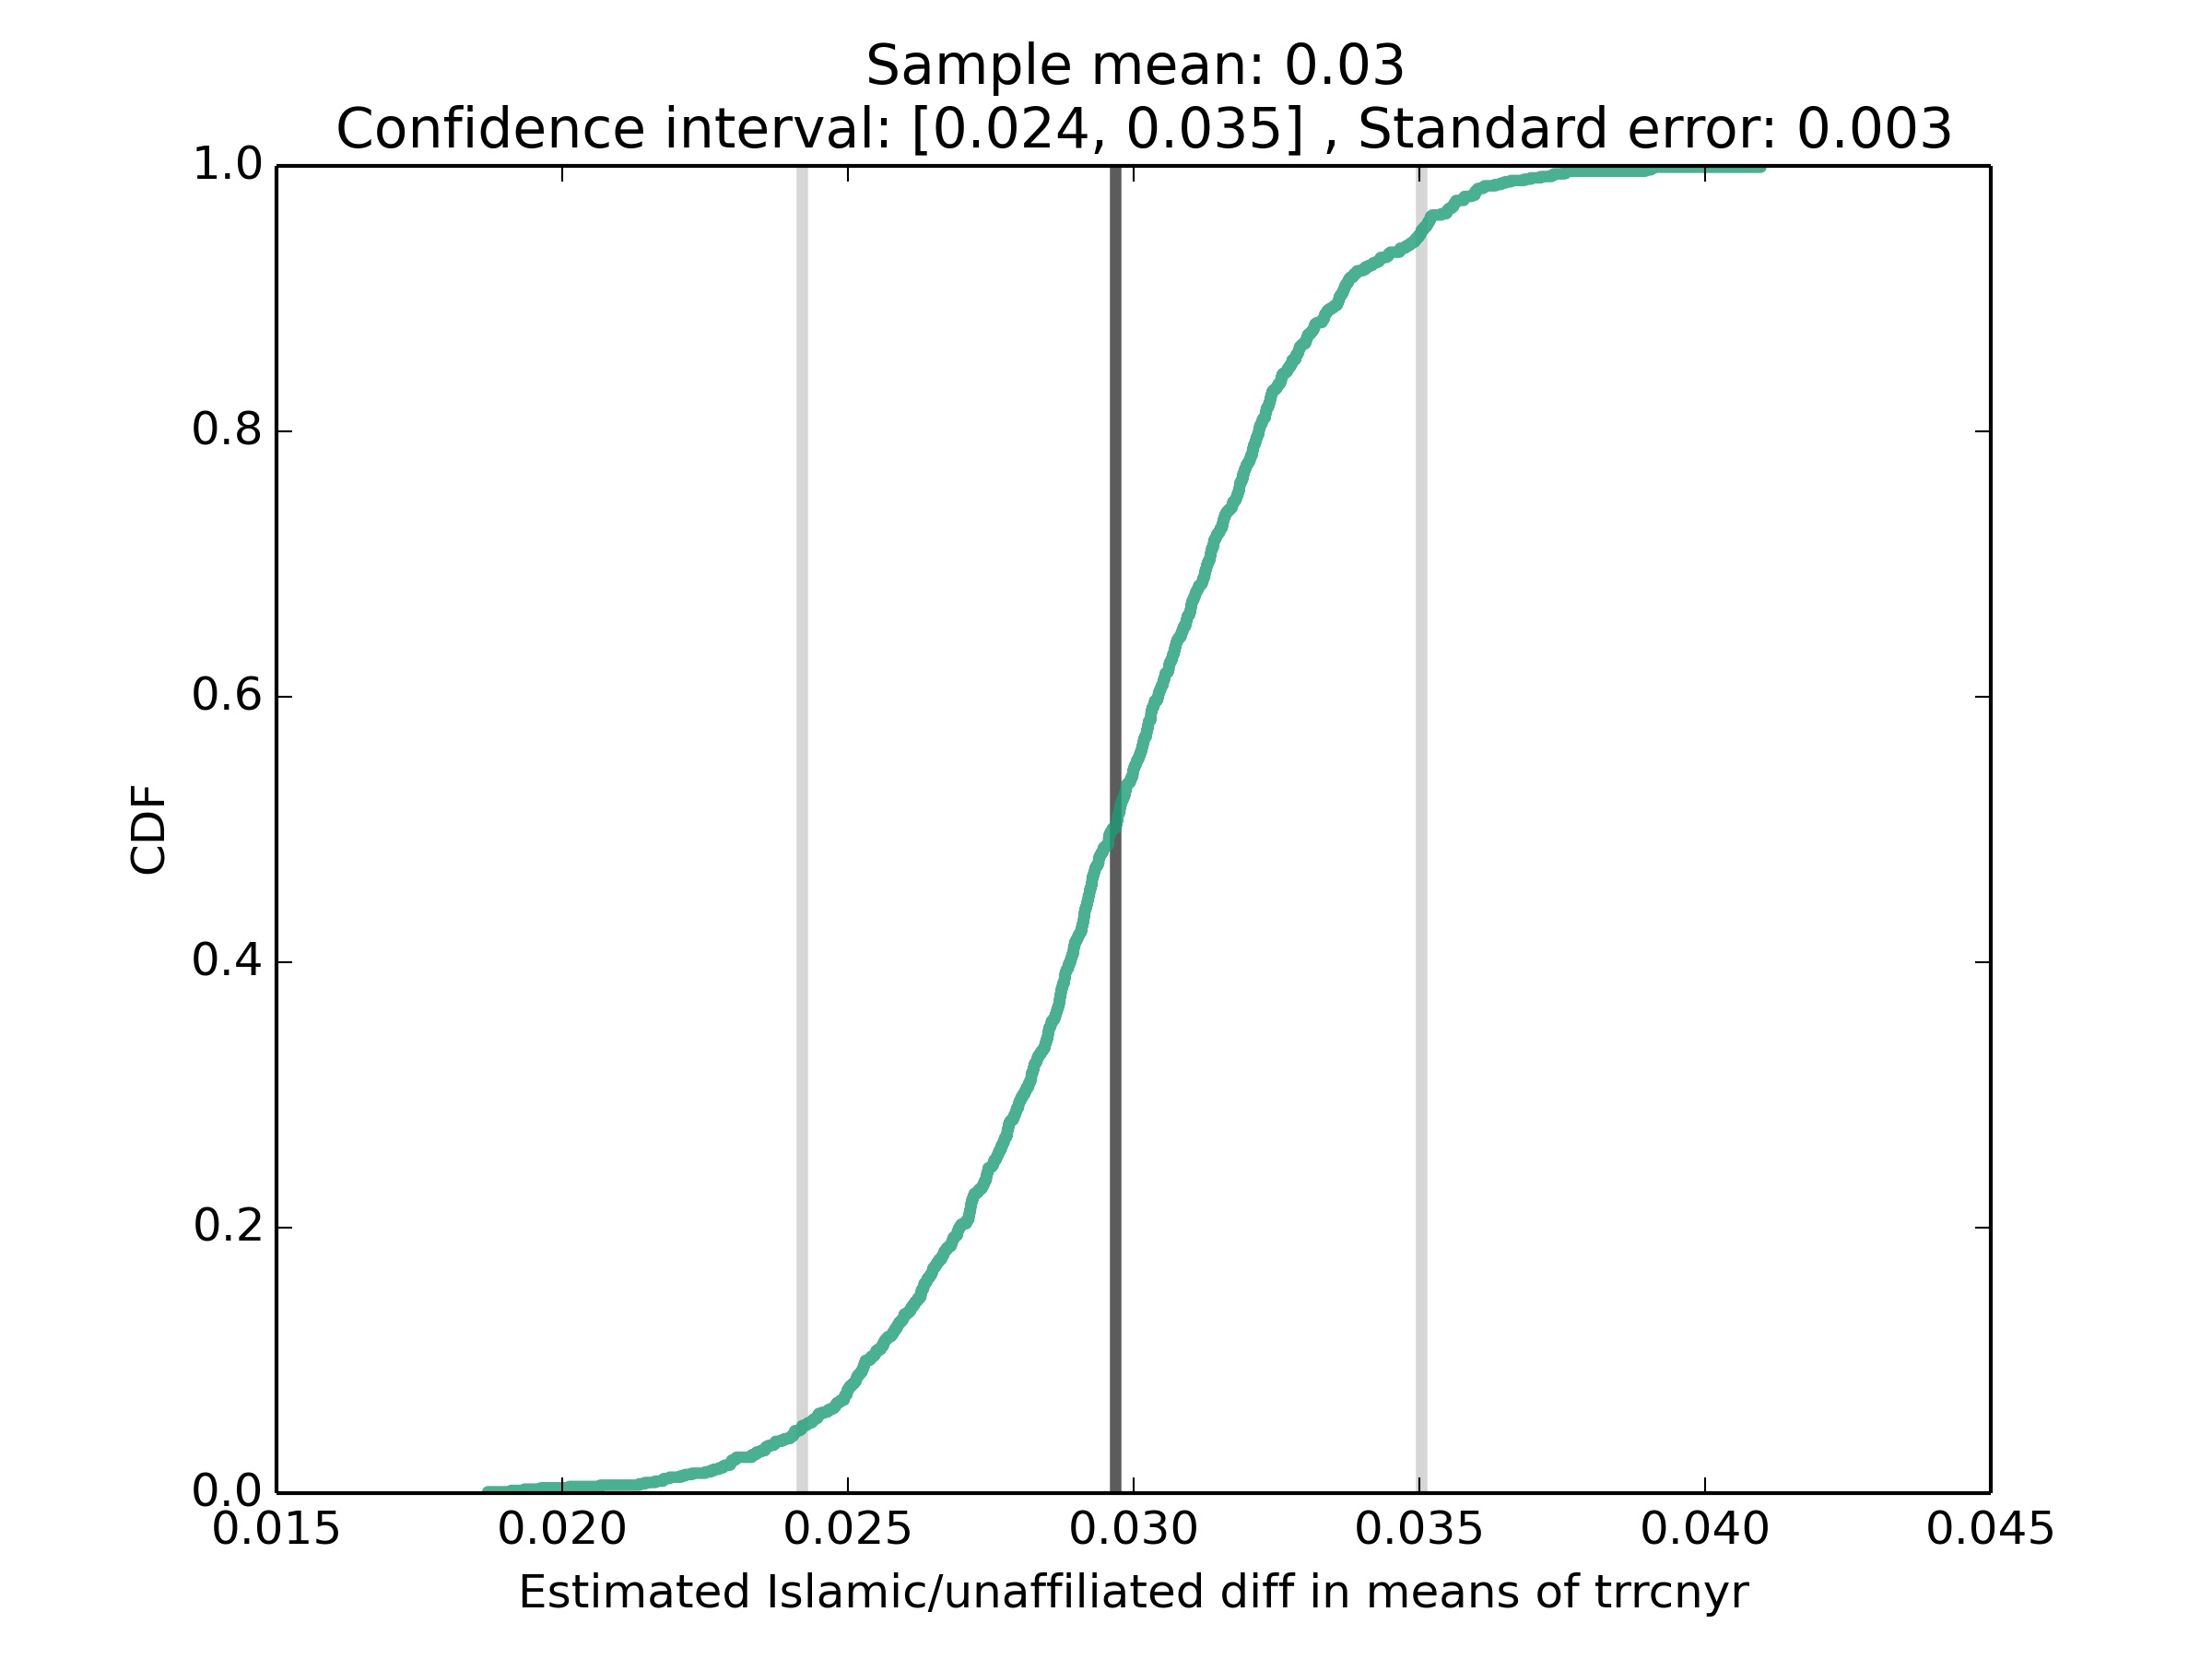 Sample mean: 0.03
Confidence interval: [0.024, 0.035] , Standard error: 0.003
1.0
0.8
0.6
0.4
0.2
0.0
CDF
0.015 0.020 0.025 0.030 0.035 0.040 0.045
Estimated Islamic/unaffiliated diff in means of trrcnyr